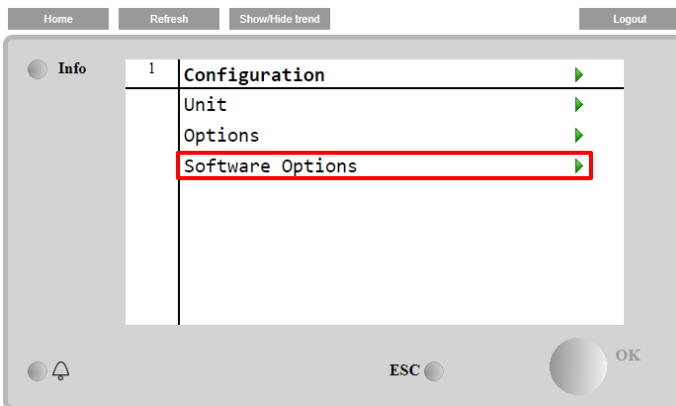 Home Refresh Show/Hide trend Logout
Info 1 Configuration
Unit
Options
Software Options
ESC OK